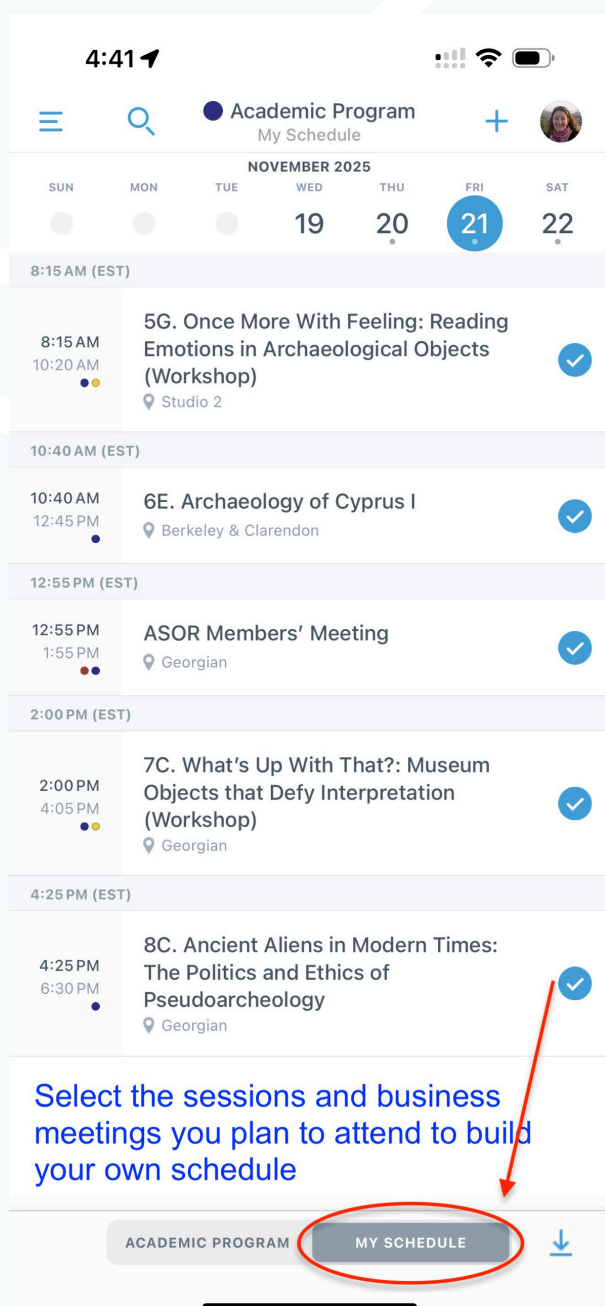 4:41
Academic Program
My Schedule
NOVEMBER 2025
SUN MON TUE WED THU FRI SAT
19 20 21 22
8:15 AM (EST)
8:15 AM
10:20 AM
5G. Once More With Feeling: Reading
Emotions in Archaeological Objects
(Workshop)
Studio 2
10:40 AM (EST)
10:40 AM
12:45 PM
6E. Archaeology of Cyprus I
Berkeley & Clarendon
12:55 PM (EST)
12:55 PM
1:55 PM
ASOR Members’ Meeting
Georgian
2:00 PM (EST)
2:00 PM
4:05 PM
7C. What’s Up With That?: Museum
Objects that Defy Interpretation
(Workshop)
Georgian
4:25 PM (EST)
4:25 PM
6:30 PM
8C. Ancient Aliens in Modern Times:
The Politics and Ethics of
Pseudoarcheology
Georgian
Select the sessions and business
meetings you plan to attend to build
your own schedule
ACADEMIC PROGRAM MY SCHEDULE